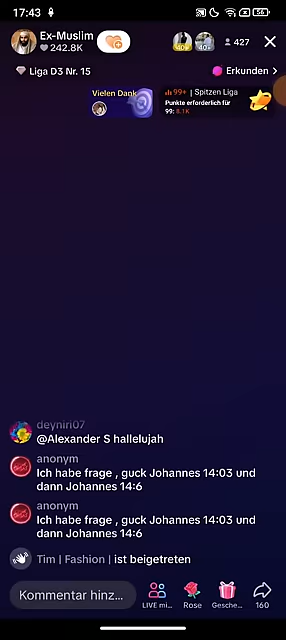 17:43
56
Ex-Muslim
242.8K
40+
427
Liga D3 Nr. 15
Erkunden
Vielen Dank
99+ | Spitzen Liga
Punkte erforderlich für
99: 8.1K
deyniri07
@Alexander S hallelujah
anonym
Ich habe frage , guck Johannes 14:03 und
dann Johannes 14:6
anonym
Ich habe frage , guck Johannes 14:03 und
dann Johannes 14:6
Tim | Fashion | ist beigetreten
Kommentar hinz...
LIVE mi...
Rose
Gesche...
160